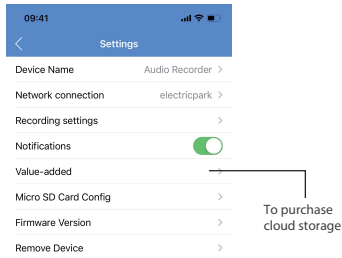 09:41
Settings
Device Name Audio Recorder
Network connection electricpark
Recording settings
Notifications
Value-added
Micro SD Card Config
Firmware Version
Remove Device
To purchase
cloud storage